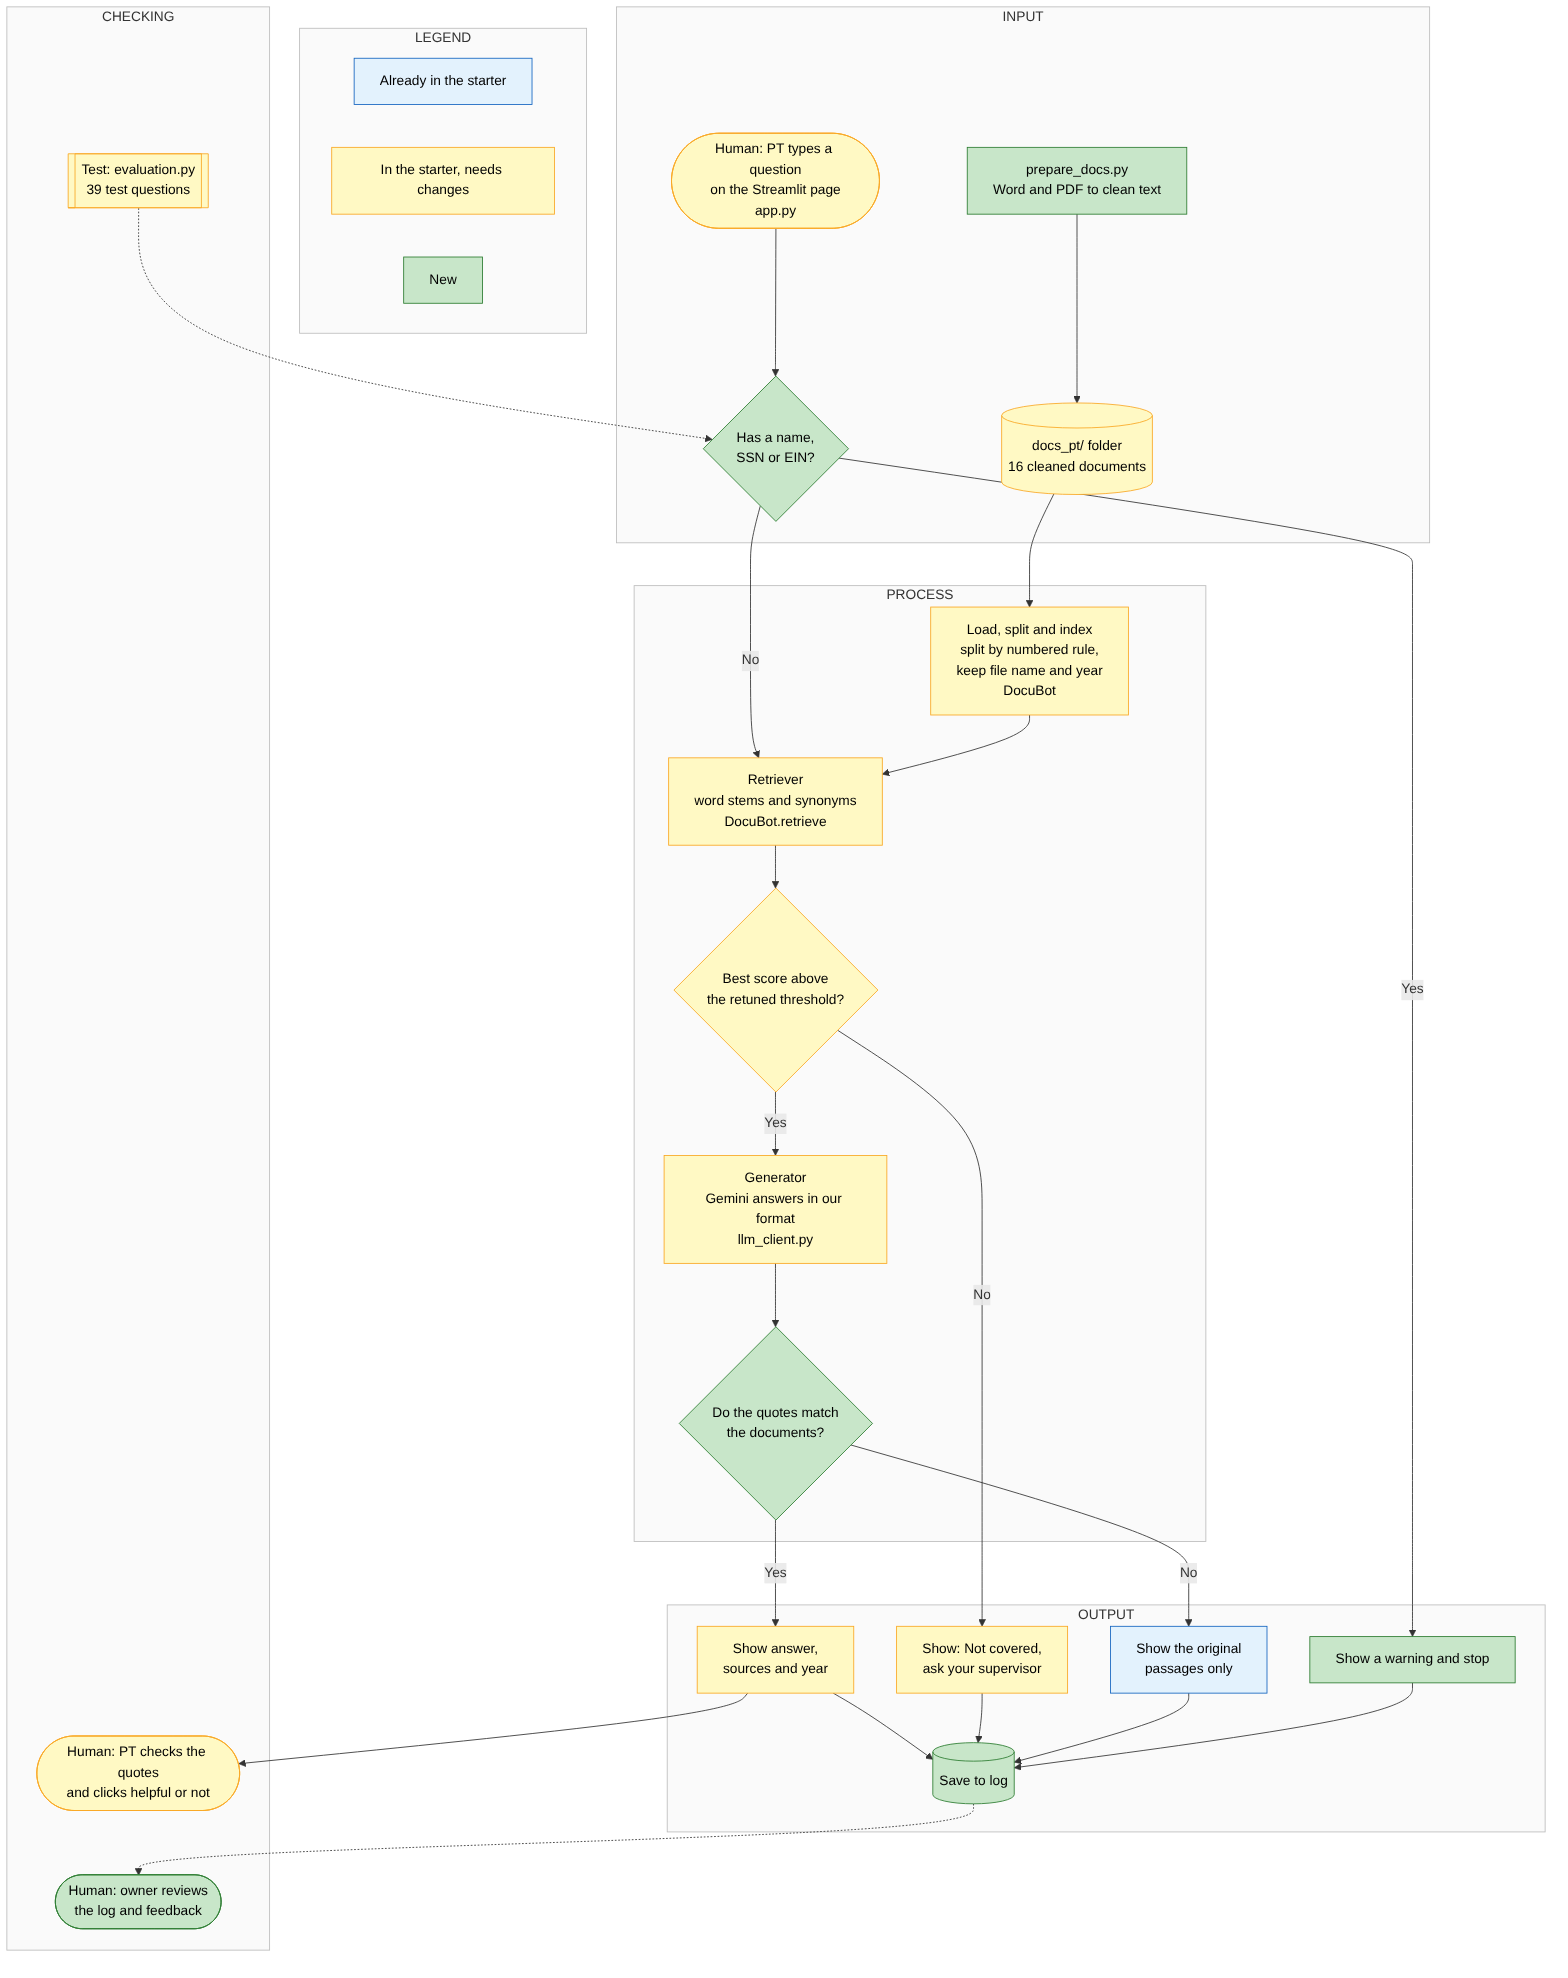 CHECKING
Test: evaluation.py
39 test questions
Human: PT checks the
quotes
and clicks helpful or not
Human: owner reviews
the log and feedback
LEGEND
Already in the starter
In the starter, needs
changes
New
INPUT
Human: PT types a
question
on the Streamlit page
app.py
prepare_docs.py
Word and PDF to clean text
Has a name,
SSN or EIN?
docs_pt/ folder
16 cleaned documents
No
Yes
PROCESS
Load, split and index
split by numbered rule,
keep file name and year
DocuBot
Retriever
word stems and synonyms
DocuBot.retrieve
Best score above
the retuned threshold?
Yes
No
Generator
Gemini answers in our
format
llm_client.py
Do the quotes match
the documents?
Yes
No
OUTPUT
Show answer,
sources and year
Show: Not covered,
ask your supervisor
Show the original
passages only
Show a warning and stop
Save to log